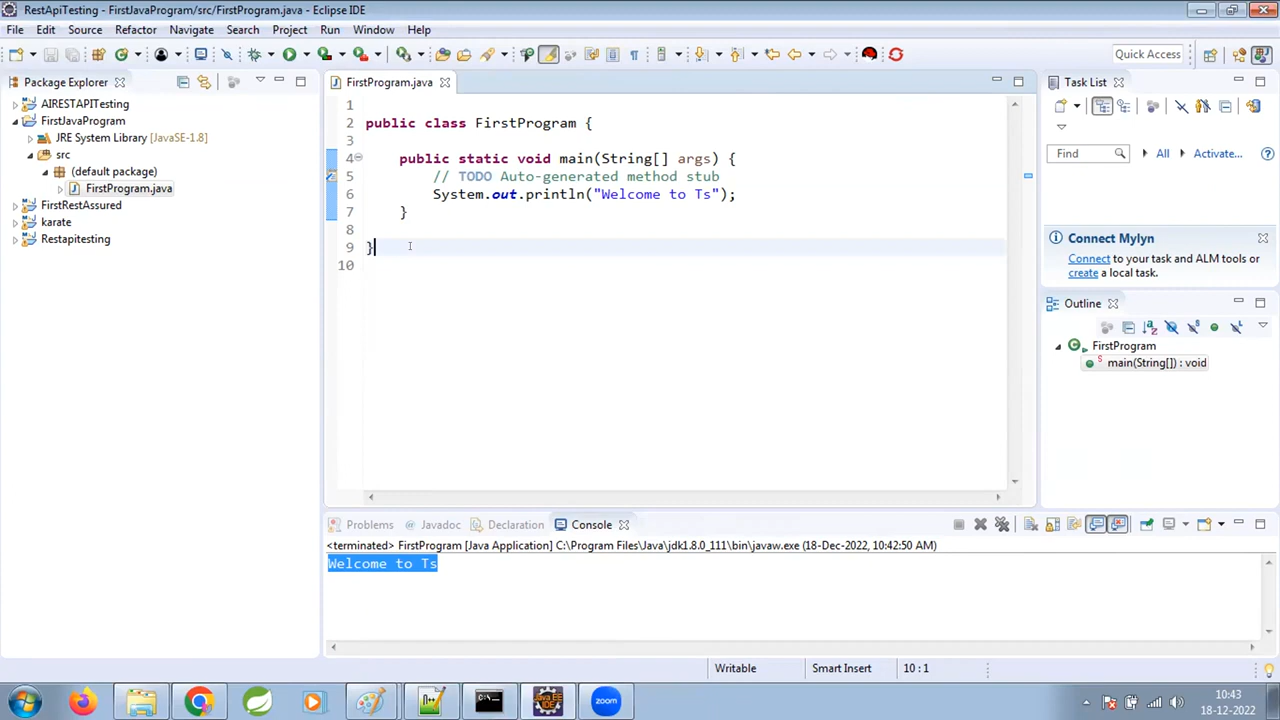 RestApiTesting - FirstJavaProgram/src/FirstProgram.java - Eclipse IDE
File Edit Source Refactor Navigate Search Project Run Window Help
Quick Access
Package Explorer
AIRESTAPITesting
FirstJavaProgram
JRE System Library [JavaSE-1.8]
src
(default package)
FirstProgram.java
FirstRestAssured
karate
Restapitesting
FirstProgram.java
1
2 public class FirstProgram {
3
4 public static void main(String[] args) {
5 // TODO Auto-generated method stub
6 System.out.println("Welcome to Ts");
7 }
8
9 }
10
Task List
Find All Activate...
Connect Mylyn
Connect to your task and ALM tools or
create a local task.
Outline
FirstProgram
main(String[]) : void
Problems Javadoc Declaration Console
<terminated> FirstProgram [Java Application] C:\Program Files\Java\jdk1.8.0_111\bin\javaw.exe (18-Dec-2022, 10:42:50 AM)
Welcome to Ts
Writable Smart Insert 10 : 1
zoom
10:43
18-12-2022